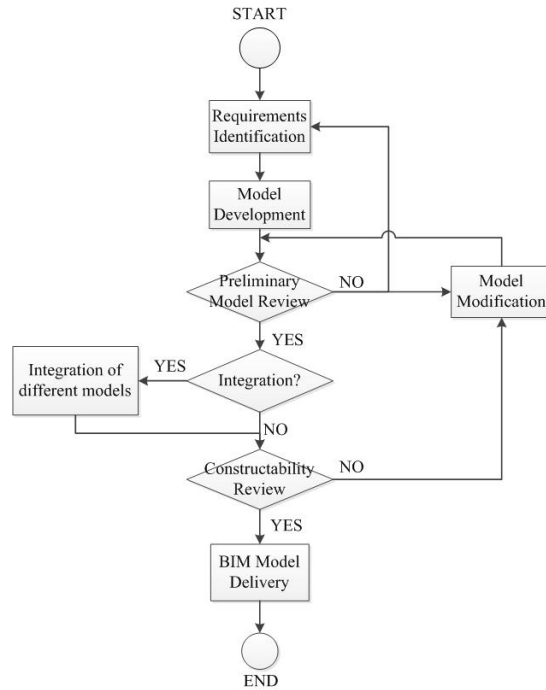 START
Requirements
Identification
Model
Development
Preliminary
Model Review
NO
Model
Modification
YES
Integration of
different models
YES
Integration?
NO
Constructability
Review
NO
YES
BIM Model
Delivery
END